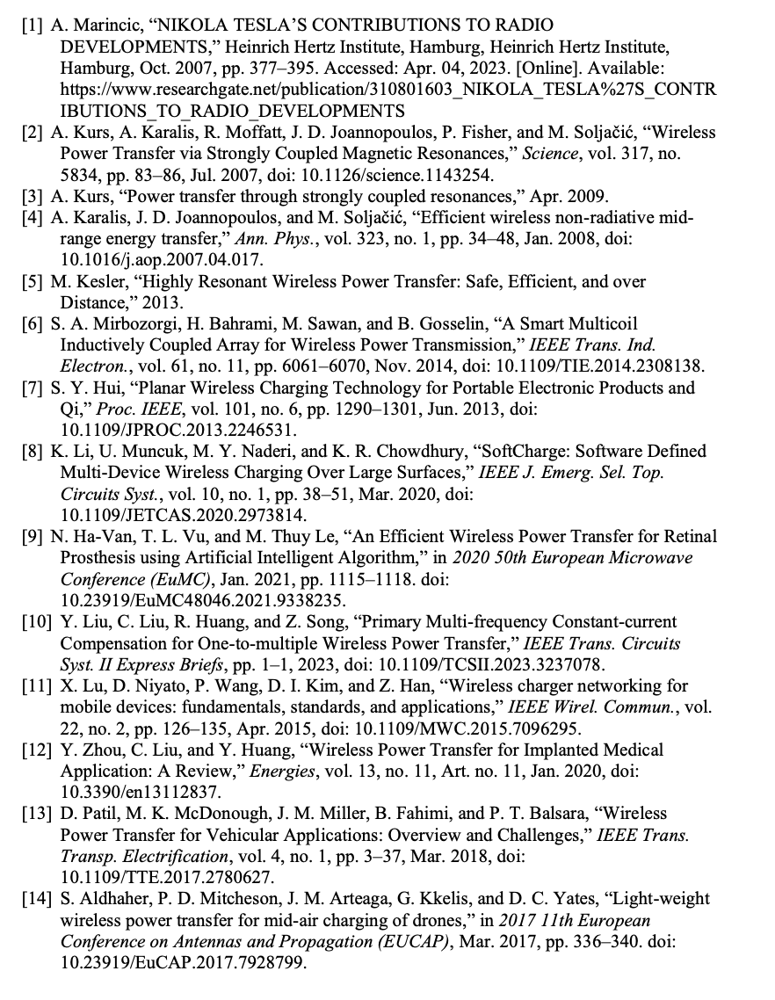 [1] A. Marincic, “NIKOLA TESLA’S CONTRIBUTIONS TO RADIO
DEVELOPMENTS,” Heinrich Hertz Institute, Hamburg, Heinrich Hertz Institute,
Hamburg, Oct. 2007, pp. 377–395. Accessed: Apr. 04, 2023. [Online]. Available:
https://www.researchgate.net/publication/310801603_NIKOLA_TESLA%27S_CONTR
IBUTIONS_TO_RADIO_DEVELOPMENTS
[2] A. Kurs, A. Karalis, R. Moffatt, J. D. Joannopoulos, P. Fisher, and M. Soljačić, “Wireless
Power Transfer via Strongly Coupled Magnetic Resonances,” Science, vol. 317, no.
5834, pp. 83–86, Jul. 2007, doi: 10.1126/science.1143254.
[3] A. Kurs, “Power transfer through strongly coupled resonances,” Apr. 2009.
[4] A. Karalis, J. D. Joannopoulos, and M. Soljačić, “Efficient wireless non-radiative mid-
range energy transfer,” Ann. Phys., vol. 323, no. 1, pp. 34–48, Jan. 2008, doi:
10.1016/j.aop.2007.04.017.
[5] M. Kesler, “Highly Resonant Wireless Power Transfer: Safe, Efficient, and over
Distance,” 2013.
[6] S. A. Mirbozorgi, H. Bahrami, M. Sawan, and B. Gosselin, “A Smart Multicoil
Inductively Coupled Array for Wireless Power Transmission,” IEEE Trans. Ind.
Electron., vol. 61, no. 11, pp. 6061–6070, Nov. 2014, doi: 10.1109/TIE.2014.2308138.
[7] S. Y. Hui, “Planar Wireless Charging Technology for Portable Electronic Products and
Qi,” Proc. IEEE, vol. 101, no. 6, pp. 1290–1301, Jun. 2013, doi:
10.1109/JPROC.2013.2246531.
[8] K. Li, U. Muncuk, M. Y. Naderi, and K. R. Chowdhury, “SoftCharge: Software Defined
Multi-Device Wireless Charging Over Large Surfaces,” IEEE J. Emerg. Sel. Top.
Circuits Syst., vol. 10, no. 1, pp. 38–51, Mar. 2020, doi:
10.1109/JETCAS.2020.2973814.
[9] N. Ha-Van, T. L. Vu, and M. Thuy Le, “An Efficient Wireless Power Transfer for Retinal
Prosthesis using Artificial Intelligent Algorithm,” in 2020 50th European Microwave
Conference (EuMC), Jan. 2021, pp. 1115–1118. doi:
10.23919/EuMC48046.2021.9338235.
[10] Y. Liu, C. Liu, R. Huang, and Z. Song, “Primary Multi-frequency Constant-current
Compensation for One-to-multiple Wireless Power Transfer,” IEEE Trans. Circuits
Syst. II Express Briefs, pp. 1–1, 2023, doi: 10.1109/TCSII.2023.3237078.
[11] X. Lu, D. Niyato, P. Wang, D. I. Kim, and Z. Han, “Wireless charger networking for
mobile devices: fundamentals, standards, and applications,” IEEE Wirel. Commun., vol.
22, no. 2, pp. 126–135, Apr. 2015, doi: 10.1109/MWC.2015.7096295.
[12] Y. Zhou, C. Liu, and Y. Huang, “Wireless Power Transfer for Implanted Medical
Application: A Review,” Energies, vol. 13, no. 11, Art. no. 11, Jan. 2020, doi:
10.3390/en13112837.
[13] D. Patil, M. K. McDonough, J. M. Miller, B. Fahimi, and P. T. Balsara, “Wireless
Power Transfer for Vehicular Applications: Overview and Challenges,” IEEE Trans.
Transp. Electrification, vol. 4, no. 1, pp. 3–37, Mar. 2018, doi:
10.1109/TTE.2017.2780627.
[14] S. Aldhaher, P. D. Mitcheson, J. M. Arteaga, G. Kkelis, and D. C. Yates, “Light-weight
wireless power transfer for mid-air charging of drones,” in 2017 11th European
Conference on Antennas and Propagation (EUCAP), Mar. 2017, pp. 336–340. doi:
10.23919/EuCAP.2017.7928799.